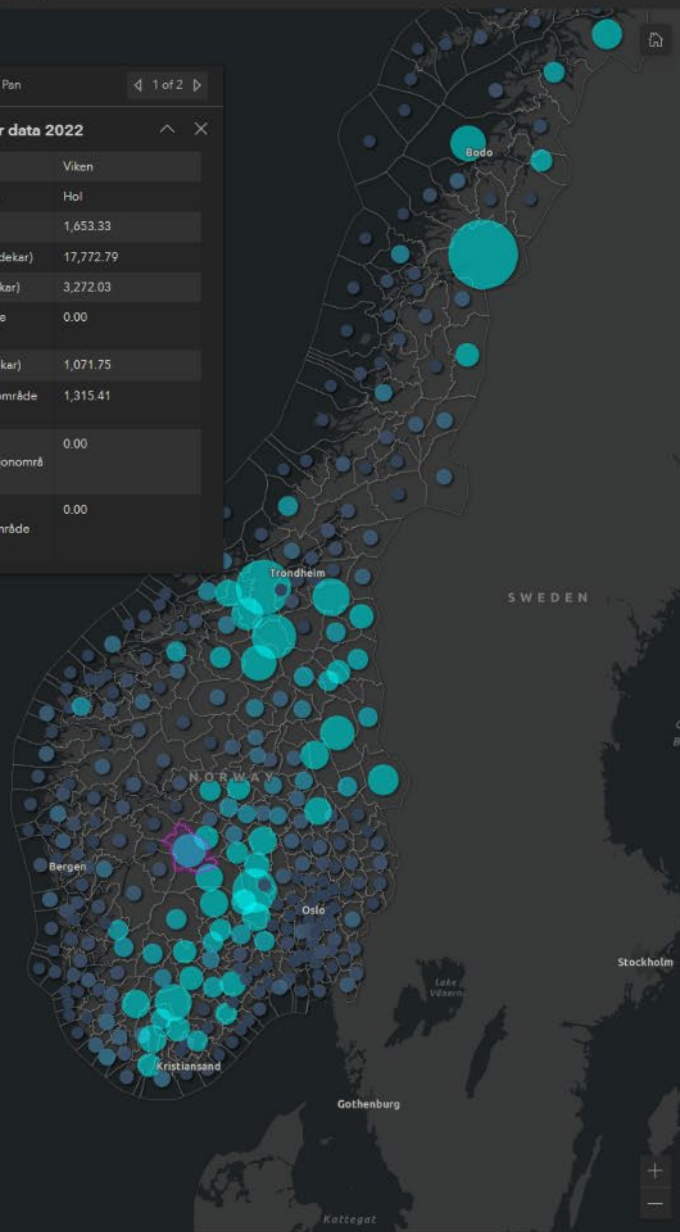 Pan
1 of 2
r data 2022
Viken
Hol
1,653.33
dekar)
17,772.79
kar)
3,272.03
e
0.00
kar)
1,071.75
område
1,315.41
0.00
jonområ
0.00
nråde
Bodo
Trondheim
SWEDEN
NORWAY
Bergen
Oslo
Stockholm
Lake
Vänern
Kristiansand
Gothenburg
Kattegat